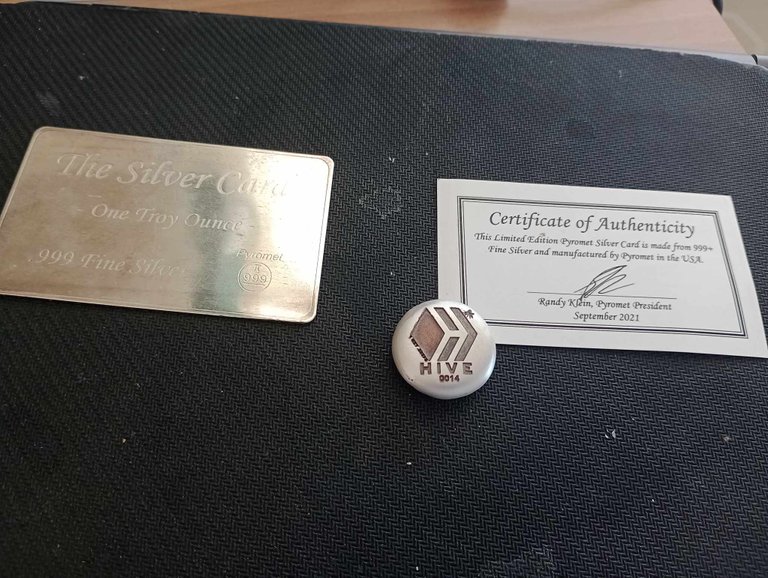 The Silver Card
One Troy Ounce
.999 Fine Silver
Pyromet
999
Certificate of Authenticity
This Limited Edition Pyromet Silver Card is made from 999+
Fine Silver and manufactured by Pyromet in the USA.
Randy Klein, Pyromet President
September 2021
HIVE
0014